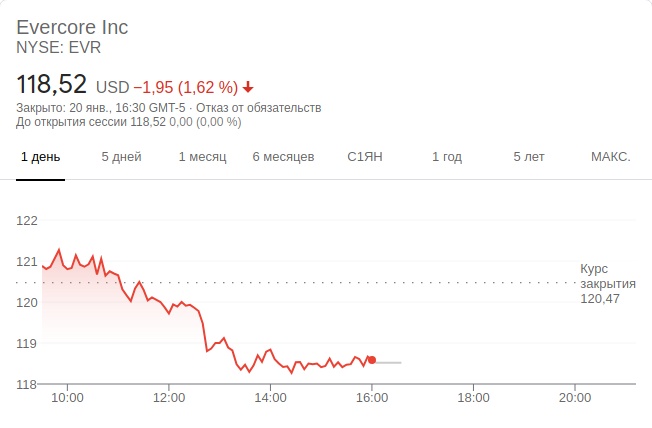 Evercore Inc
NYSE: EVR
118,52 USD −1,95 (1,62 %)
Закрыто: 20 янв., 16:30 GMT-5 · Отказ от обязательств
До открытия сессии 118,52 0,00 (0,00 %)
1 день 5 дней 1 месяц 6 месяцев С1ЯН 1 год 5 лет МАКС.
122
121
Курс
закрытия
120,47
120
119
118
10:00 12:00 14:00 16:00 18:00 20:00